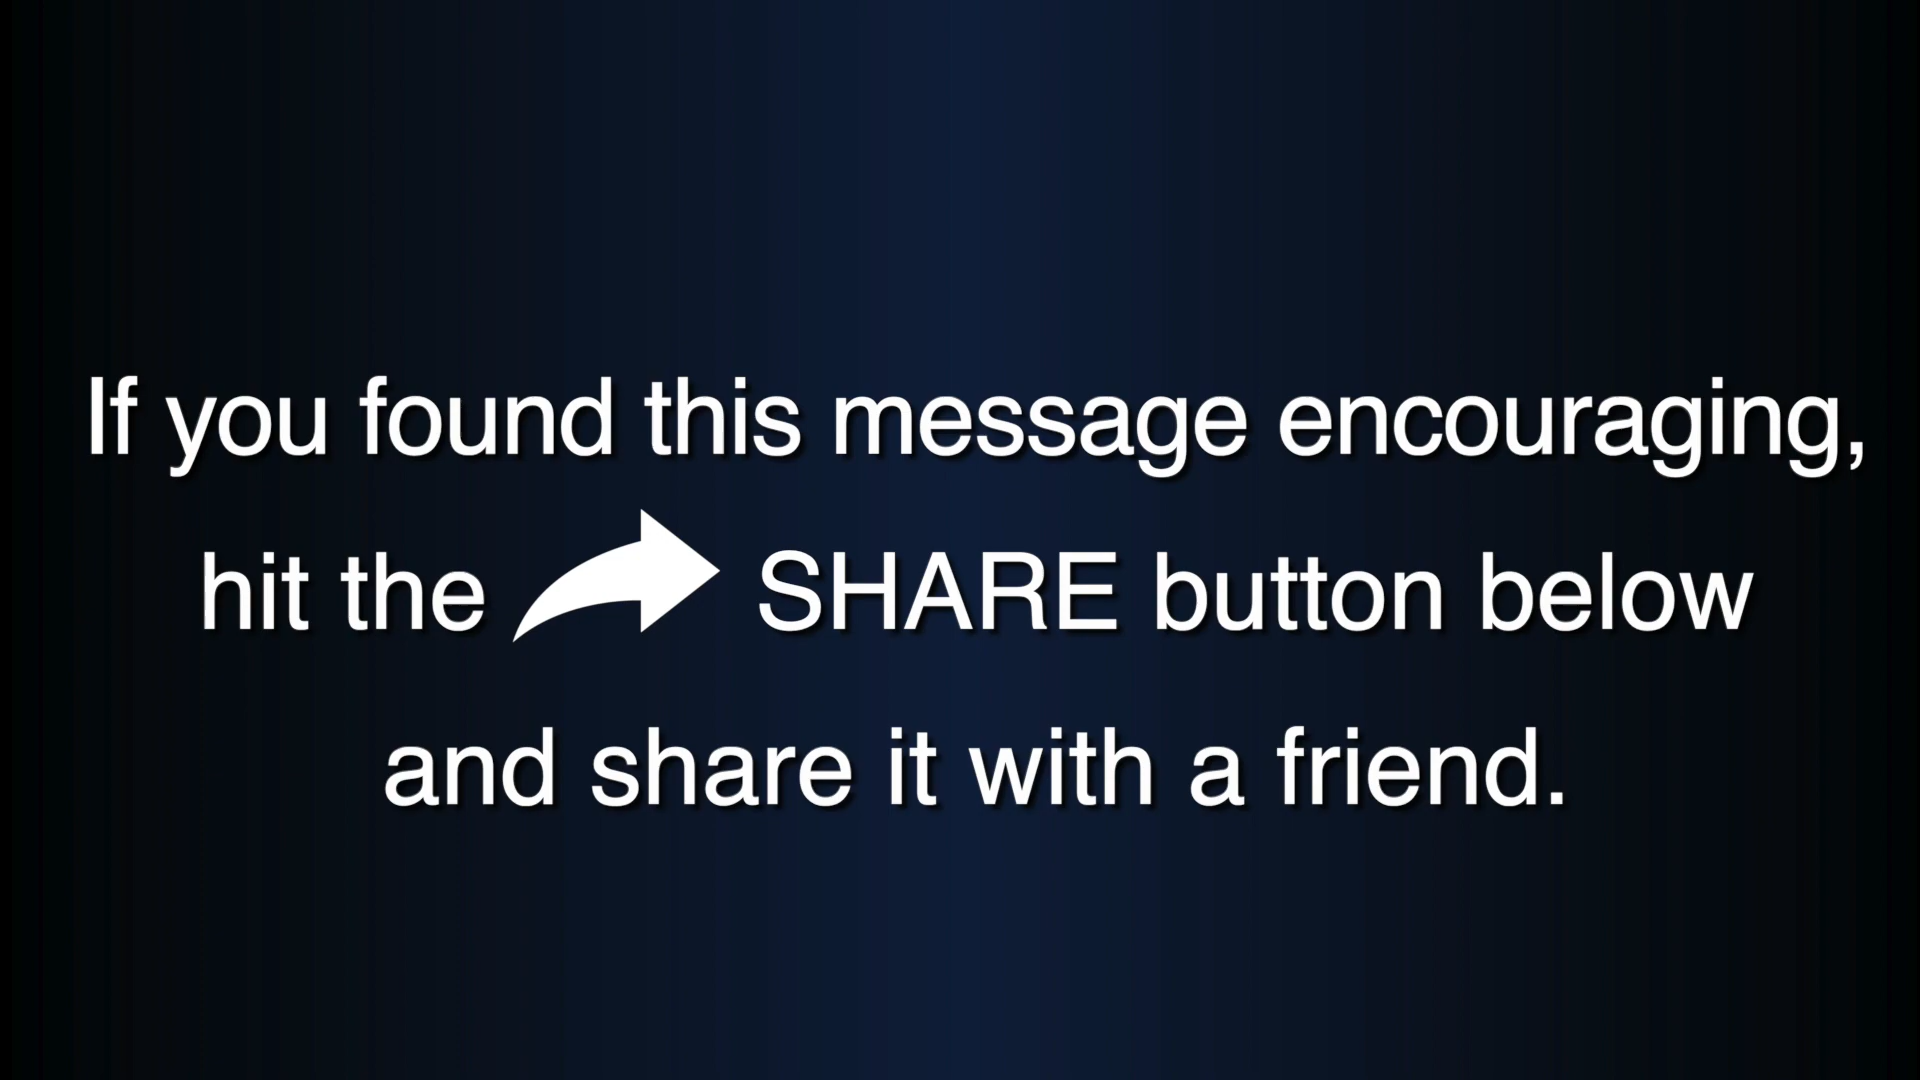 If you found this message encouraging,
hit the SHARE button below
and share it with a friend.